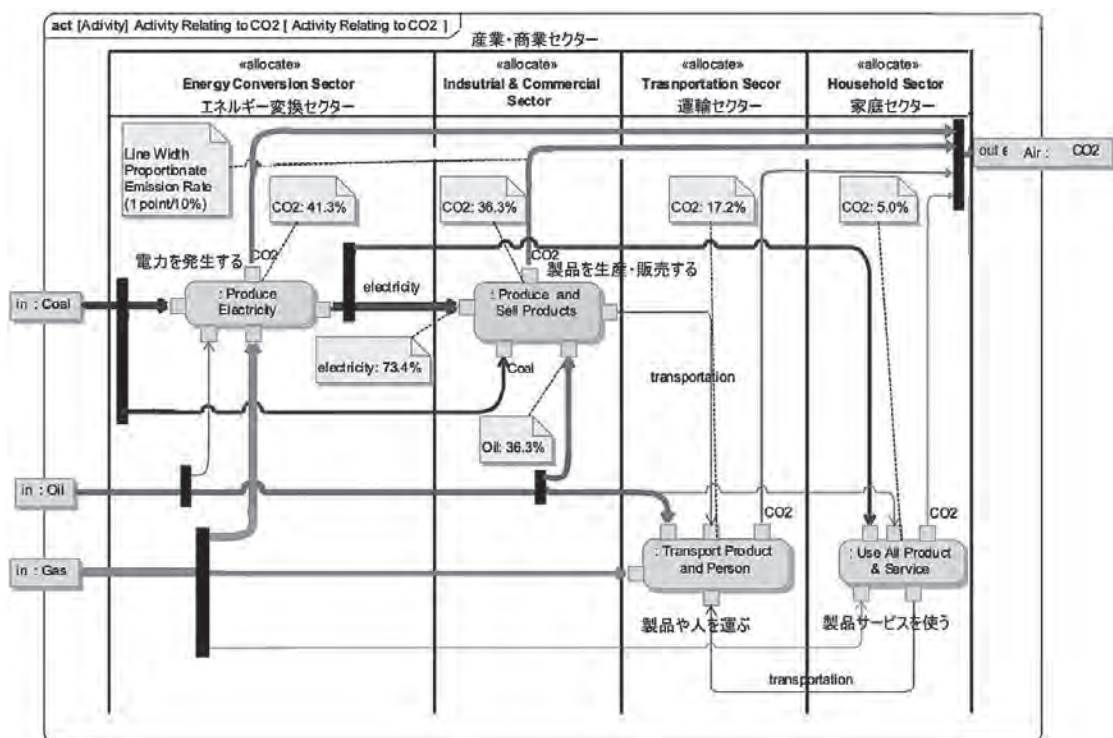 act [Adivity] Activity Relating to CO2 [ Activity Relating to CO2 ]
産業・商業セクター
«allocate»
Energy Conversion Sector
エネルギー変換セクター
«allocate»
Indsutrial & Commercial
Sector
«allocate»
Trasnportation Secor
運輸セクター
«allocate»
Household Sector
家庭セクター
Line Width
Proportionate
Emission Rate
(1 point/10%)
out
Air :
CO2
CO2: 41.3%
CO2: 36.3%
CO2: 17.2%
CO2: 5.0%
電力を発生する
CO2
CO2
製品を生産・販売する
in : Coal
: Produce
Electricity
electricity
: Produce and
Sell Products
electricity: 73.4%
Coal
transportation
Oil: 36.3%
in : Oil
CO2
CO2
in : Gas
: Transport Product
and Person
: Use All Product
& Service
製品や人を運ぶ
製品サービスを使う
transportation